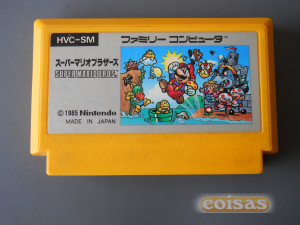 HVC-SM
ファミリー コンピュータ
スーパーマリオブラザーズ
SUPER MARIO BROS.
©1985 Nintendo
MADE IN JAPAN
coisas